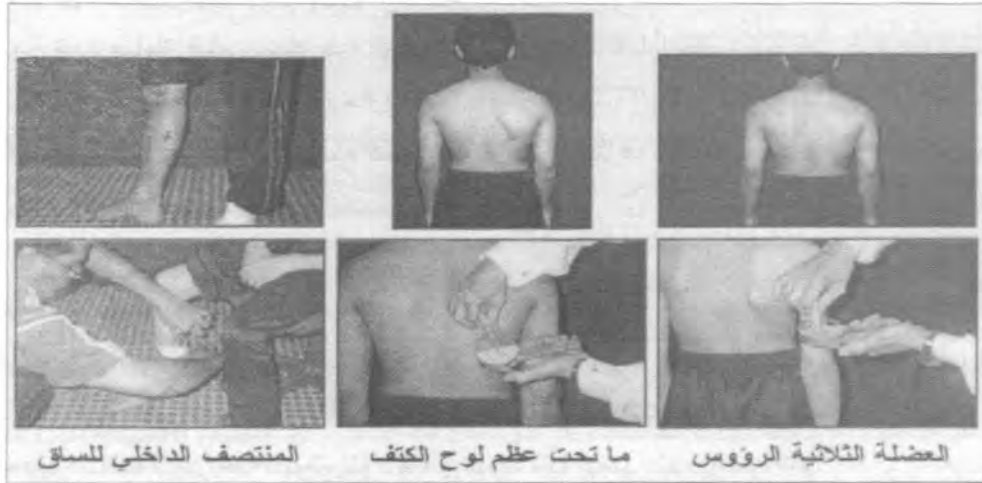 العضلة الثلاثية الرؤوس
ما تحت عظم لوح الكتف
المنتصف الداخلي للساق